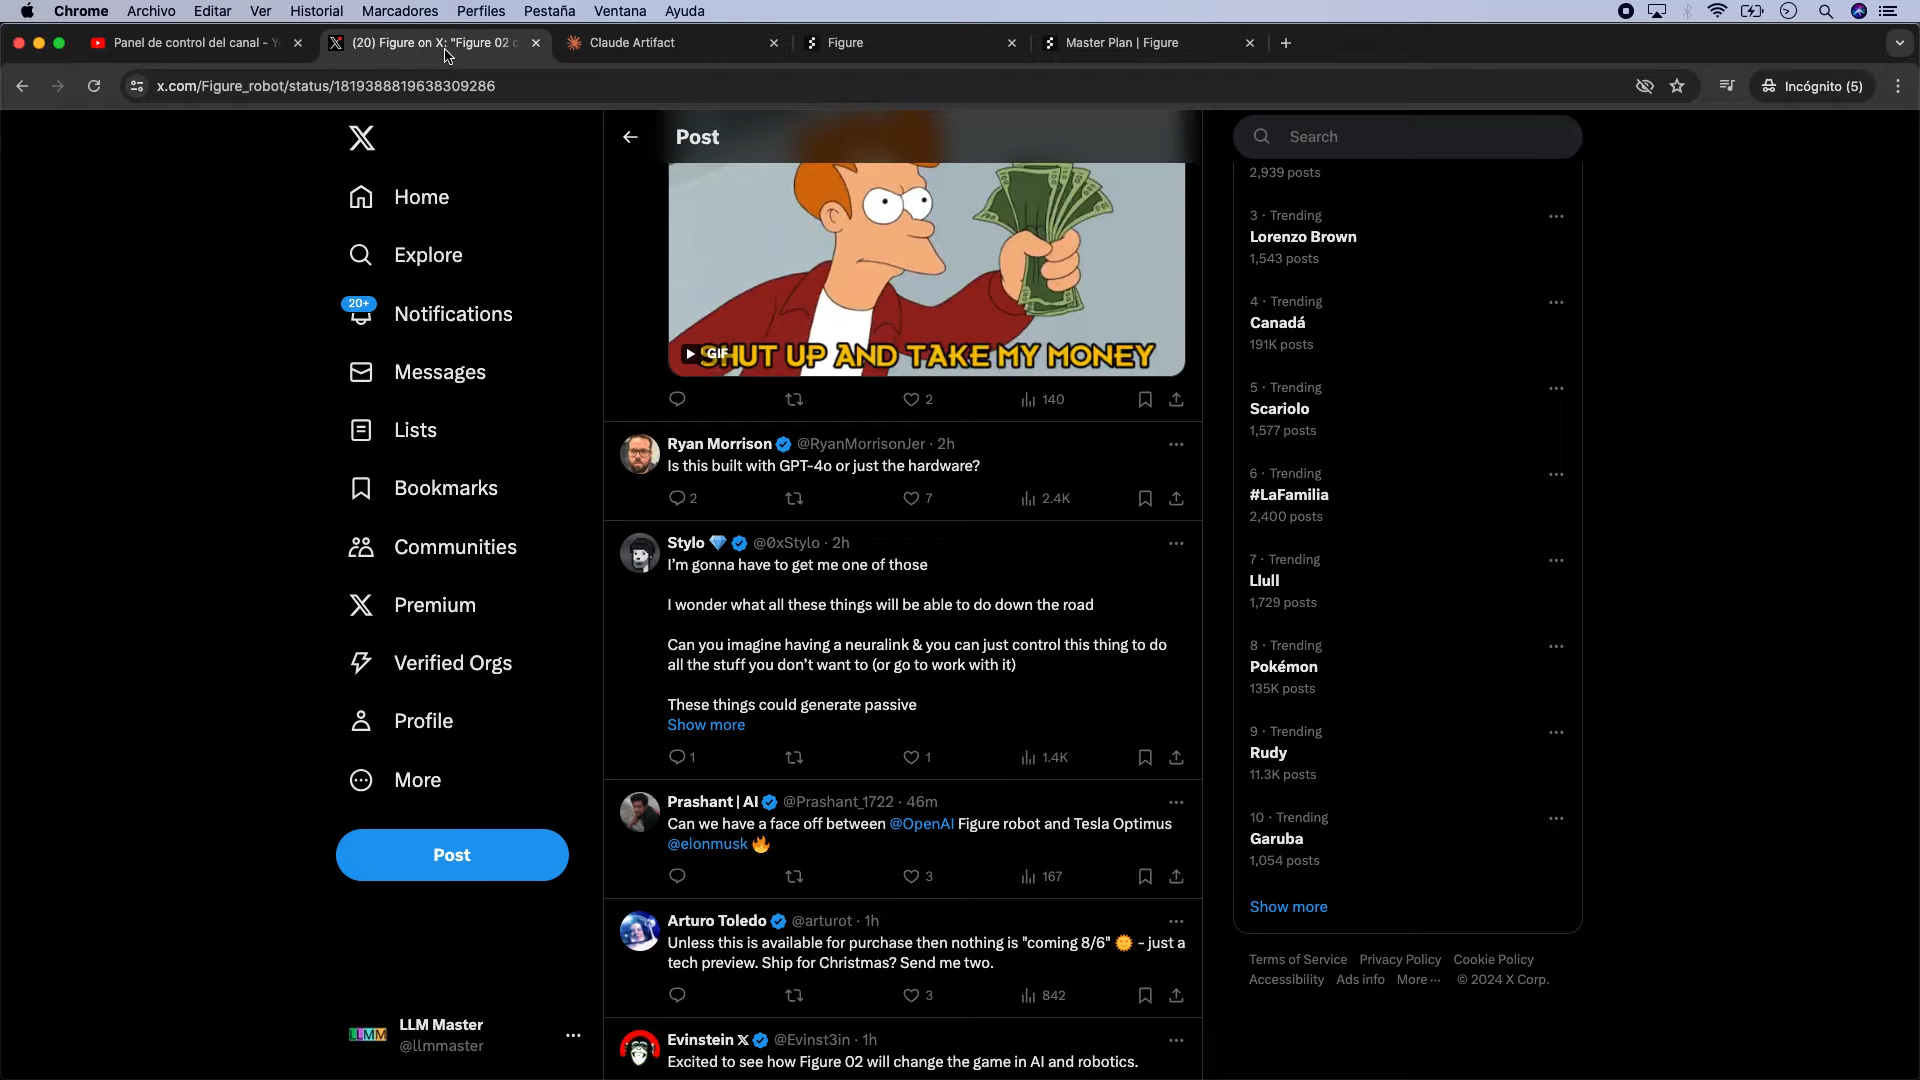 Chrome Archivo Editar Ver Historial Marcadores Perfiles Pestaña Ventana Ayuda
Panel de control del canal - Y
(20) Figure on X: "Figure 02 c
Claude Artifact
Figure
Master Plan | Figure
x.com/Figure_robot/status/1819388819638309286
Incógnito (5)
Home
Explore
20+
Notifications
Messages
Lists
Bookmarks
Communities
Premium
Verified Orgs
Profile
More
Post
LLMM
LLM Master
@llmmaster
Post
GIF
SHUT UP AND TAKE MY MONEY
2 140
Ryan Morrison @RyanMorrisonJer · 2h
Is this built with GPT-4o or just the hardware?
2 7 2.4K
Stylo 💎 @0xStylo · 2h
I'm gonna have to get me one of those
I wonder what all these things will be able to do down the road
Can you imagine having a neuralink & you can just control this thing to do
all the stuff you don't want to (or go to work with it)
These things could generate passive
Show more
1 1 1.4K
Prashant | AI @Prashant_1722 · 46m
Can we have a face off between @OpenAI Figure robot and Tesla Optimus
@elonmusk 🔥
3 167
Arturo Toledo @arturot · 1h
Unless this is available for purchase then nothing is "coming 8/6" 🌞 - just a
tech preview. Ship for Christmas? Send me two.
3 842
Evinstein X @Evinst3in · 1h
Excited to see how Figure 02 will change the game in AI and robotics.
Search
2,939 posts
3 · Trending
Lorenzo Brown
1,543 posts
4 · Trending
Canadá
191K posts
5 · Trending
Scariolo
1,577 posts
6 · Trending
#LaFamilia
2,400 posts
7 · Trending
Llull
1,729 posts
8 · Trending
Pokémon
135K posts
9 · Trending
Rudy
11.3K posts
10 · Trending
Garuba
1,054 posts
Show more
Terms of Service Privacy Policy Cookie Policy
Accessibility Ads info More ··· © 2024 X Corp.